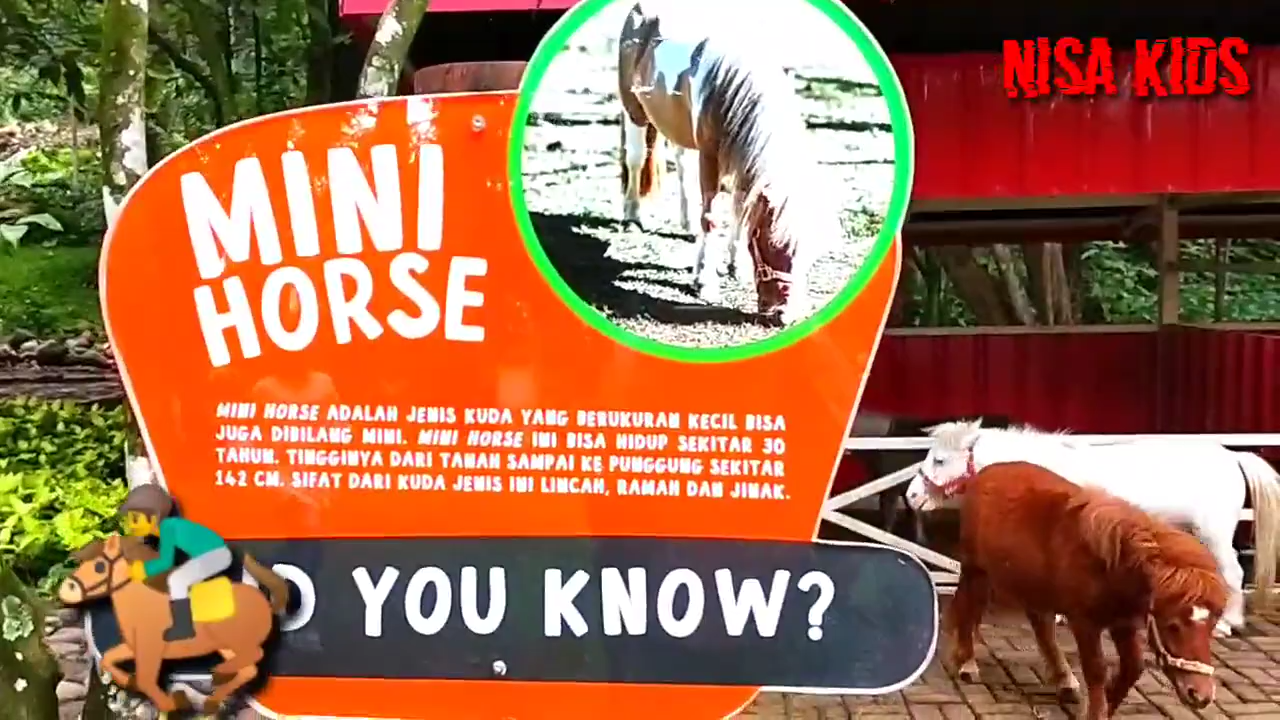 NISA KIDS
MINI
HORSE
MINI HORSE ADALAH JENIS KUDA YANG BERUKURAN KECIL BISA
JUGA DIBILANG MINI. MINI HORSE INI BISA HIDUP SEKITAR 30
TAHUN. TINGGINYA DARI TANAH SAMPAI KE PUNGGUNG SEKITAR
142 CM. SIFAT DARI KUDA JENIS INI LINCAH, RAMAH DAN JINAK.
D YOU KNOW?